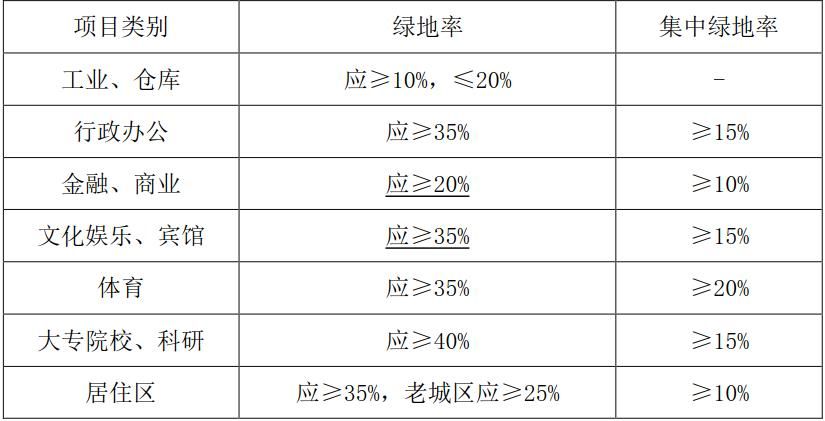 项目类别 绿地率 集中绿地率
工业、仓库 应≥10%，≤20% -
行政办公 应≥35% ≥15%
金融、商业 应≥20% ≥10%
文化娱乐、宾馆 应≥35% ≥15%
体育 应≥35% ≥20%
大专院校、科研 应≥40% ≥15%
居住区 应≥35%，老城区应≥25% ≥10%